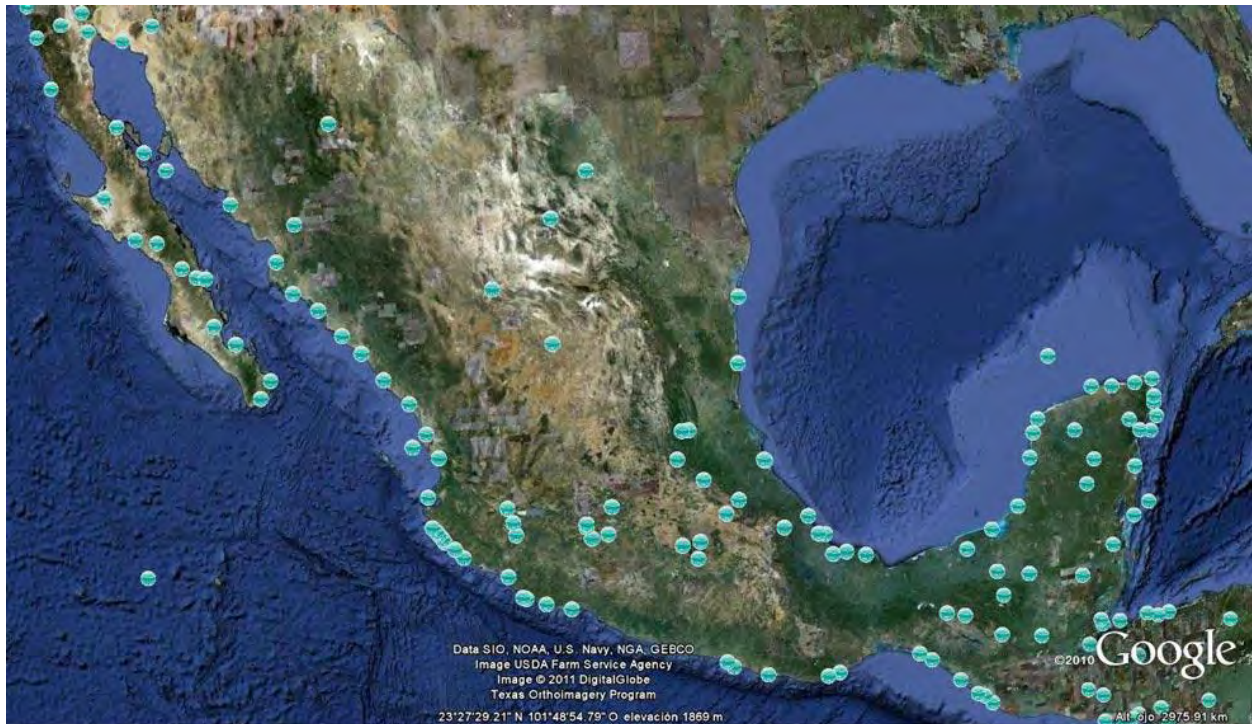 Data SIO, NOAA, U.S. Navy, NGA, GEBCO
Image USDA Farm Service Agency
Image © 2011 DigitalGlobe
Texas Orthoimagery Program
©2010 Google
23°27'29.21" N 101°48'54.79" O elevación 1869 m
Alt. ojo 2975.91 km